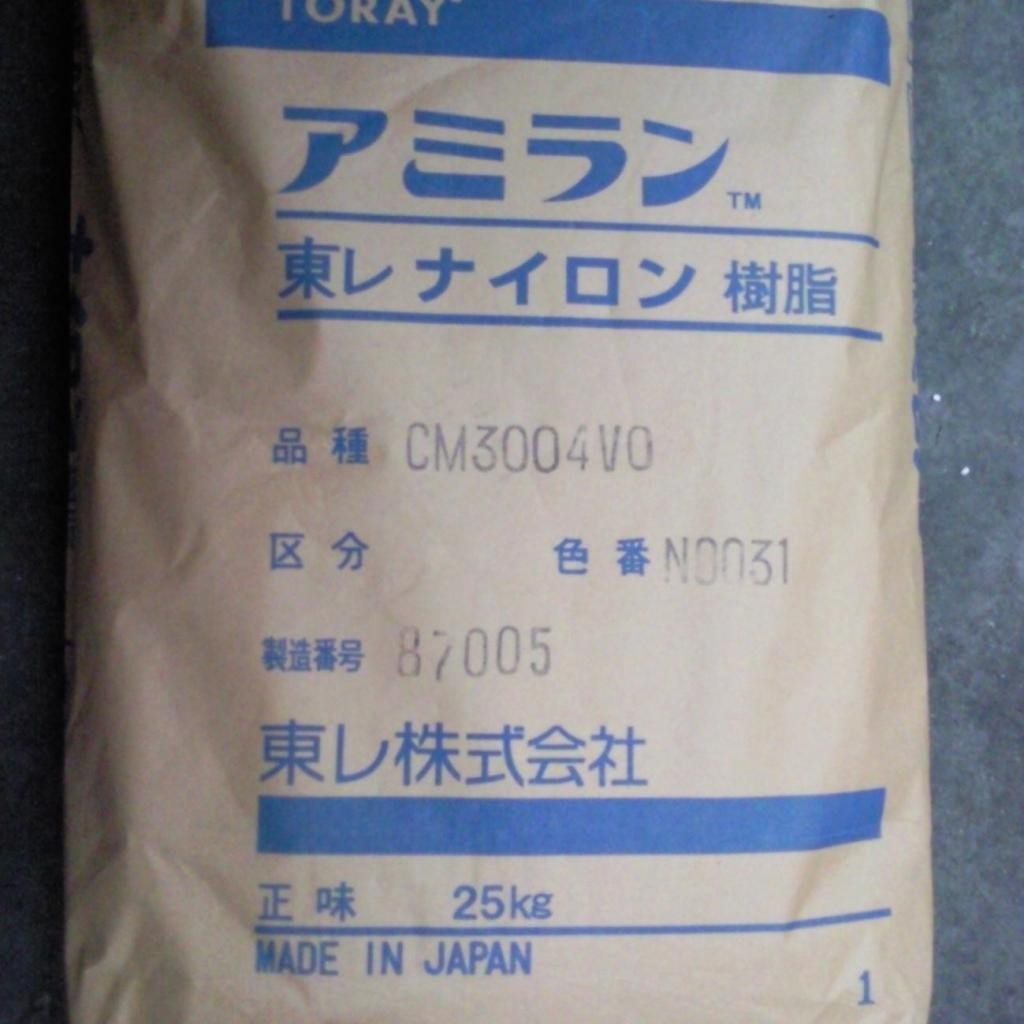 TORAY
アミラン™
東レ ナイロン 樹脂
品種 CM3004V0
区分 色番 N0031
製造番号 87005
東レ株式会社
正味 25kg
MADE IN JAPAN
1